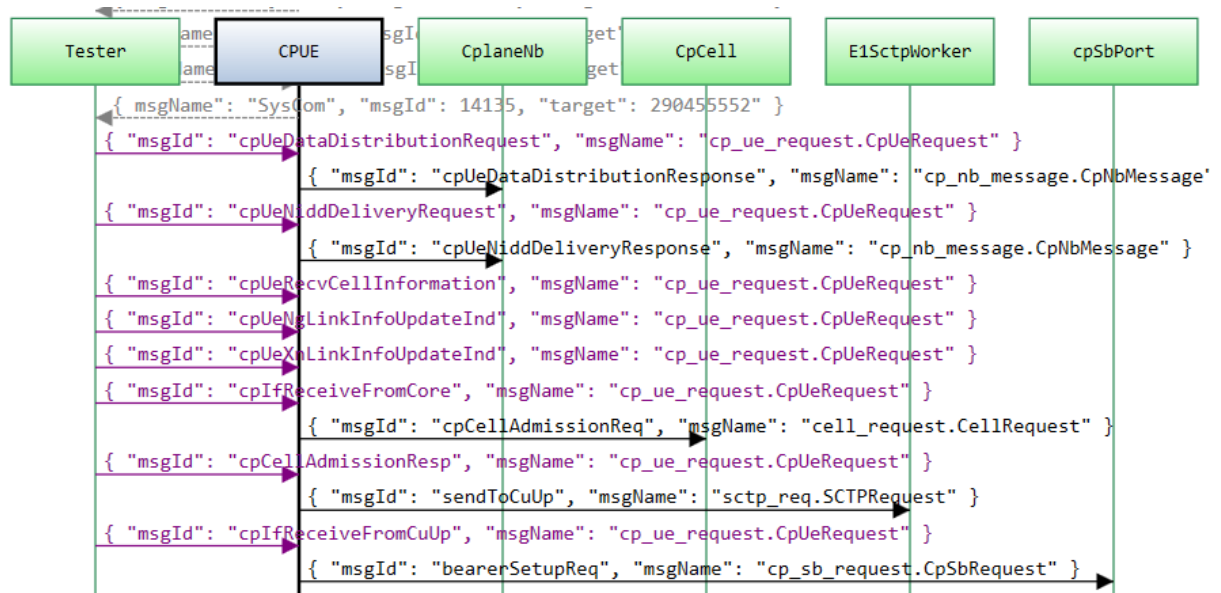 Tester
CPUE
CplaneNb
CpCell
E1SctpWorker
cpSbPort
{ msgName": "SysCom", "msgId": 14135, "target": 290455552" }
{ "msgId": "cpUeDataDistributionRequest", "msgName": "cp_ue_request.CpUeRequest" }
{ "msgId": "cpUeDataDistributionResponse", "msgName": "cp_nb_message.CpNbMessage"
{ "msgId": "cpUeNiddDeliveryRequest", "msgName": "cp_ue_request.CpUeRequest" }
{ "msgId": "cpUeNiddDeliveryResponse", "msgName": "cp_nb_message.CpNbMessage" }
{ "msgId": "cpUeRecvCellInformation", "msgName": "cp_ue_request.CpUeRequest" }
{ "msgId": "cpUeNgLinkInfoUpdateInd", "msgName": "cp_ue_request.CpUeRequest" }
{ "msgId": "cpUeXnLinkInfoUpdateInd", "msgName": "cp_ue_request.CpUeRequest" }
{ "msgId": "cpIfReceiveFromCore", "msgName": "cp_ue_request.CpUeRequest" }
{ "msgId": "cpCellAdmissionReq", "msgName": "cell_request.CellRequest" }
{ "msgId": "cpCellAdmissionResp", "msgName": "cp_ue_request.CpUeRequest" }
{ "msgId": "sendToCuUp", "msgName": "sctp_req.SCTPRequest" }
{ "msgId": "cpIfReceiveFromCuUp", "msgName": "cp_ue_request.CpUeRequest" }
{ "msgId": "bearerSetupReq", "msgName": "cp_sb_request.CpSbRequest" }